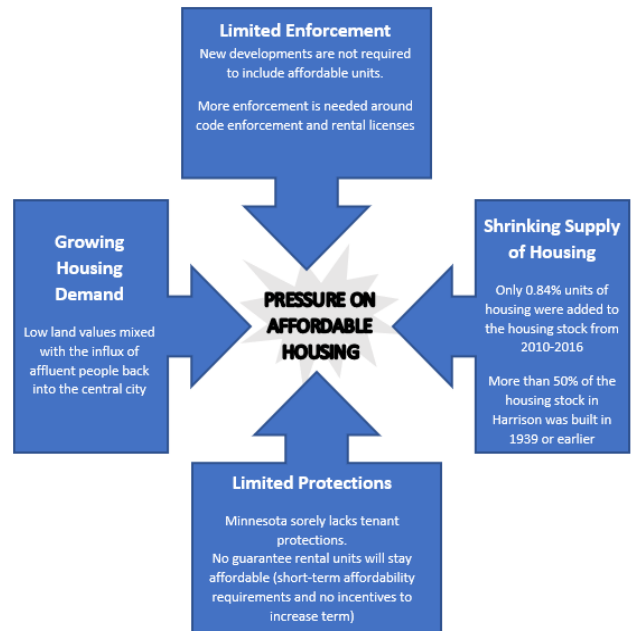 Limited Enforcement
New developments are not required
to include affordable units.
More enforcement is needed around
code enforcement and rental licenses
Growing
Housing
Demand
Low land values mixed
with the influx of
affluent people back
into the central city
PRESSURE ON
AFFORDABLE
HOUSING
Shrinking Supply
of Housing
Only 0.84% units of
housing were added to
the housing stock from
2010-2016
More than 50% of the
housing stock in
Harrison was built in
1939 or earlier
Limited Protections
Minnesota sorely lacks tenant
protections.
No guarantee rental units will stay
affordable (short-term affordability
requirements and no incentives to
increase term)